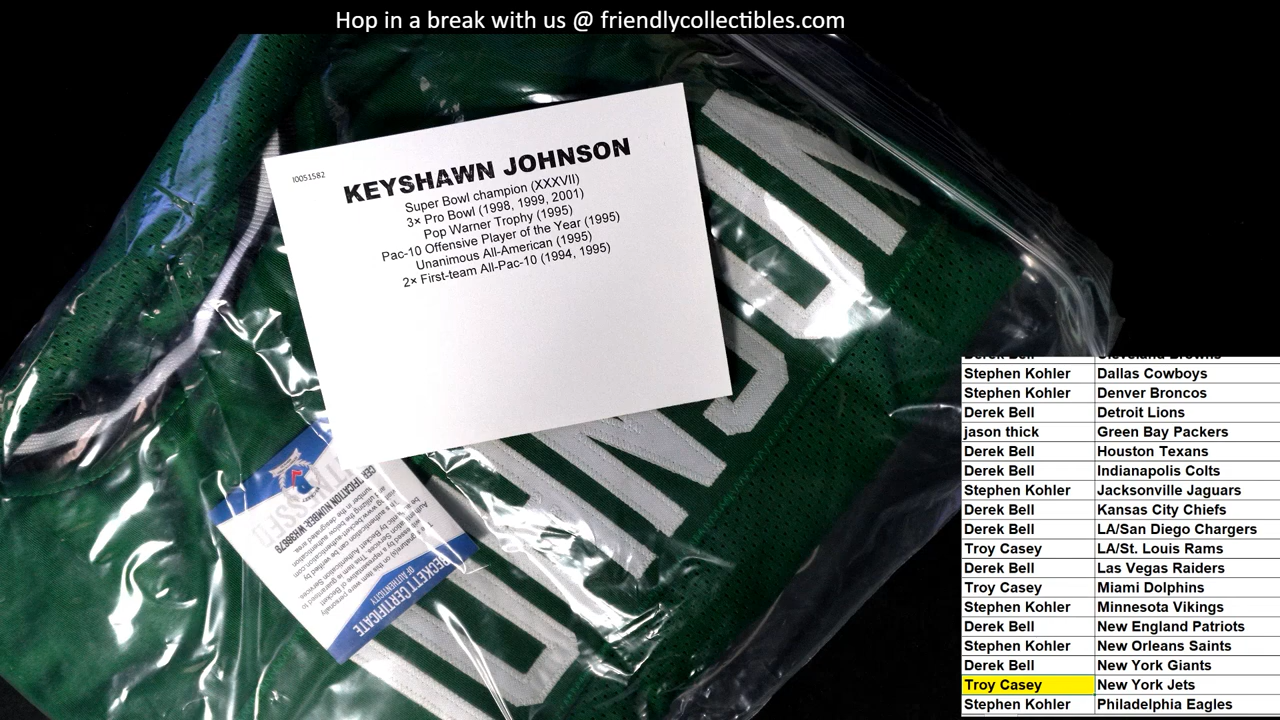 Hop in a break with us @ friendlycollectibles.com
I0051582
KEYSHAWN JOHNSON
Super Bowl champion (XXXVII)
3× Pro Bowl (1998, 1999, 2001)
Pop Warner Trophy (1995)
Pac-10 Offensive Player of the Year (1995)
Unanimous All-American (1995)
2× First-team All-Pac-10 (1994, 1995)
BECKETT CERTIFICATE
OF AUTHENTICITY
Derek Bell Cleveland Browns
Stephen Kohler Dallas Cowboys
Stephen Kohler Denver Broncos
Derek Bell Detroit Lions
jason thick Green Bay Packers
Derek Bell Houston Texans
Derek Bell Indianapolis Colts
Stephen Kohler Jacksonville Jaguars
Derek Bell Kansas City Chiefs
Derek Bell LA/San Diego Chargers
Troy Casey LA/St. Louis Rams
Derek Bell Las Vegas Raiders
Troy Casey Miami Dolphins
Stephen Kohler Minnesota Vikings
Derek Bell New England Patriots
Stephen Kohler New Orleans Saints
Derek Bell New York Giants
Troy Casey New York Jets
Stephen Kohler Philadelphia Eagles